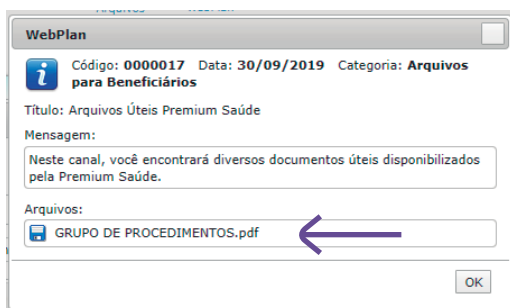 WebPlan
Código: 0000017 Data: 30/09/2019 Categoria: Arquivos
para Beneficiários
Título: Arquivos Úteis Premium Saúde
Mensagem:
Neste canal, você encontrará diversos documentos úteis disponibilizados
pela Premium Saúde.
Arquivos:
GRUPO DE PROCEDIMENTOS.pdf
OK